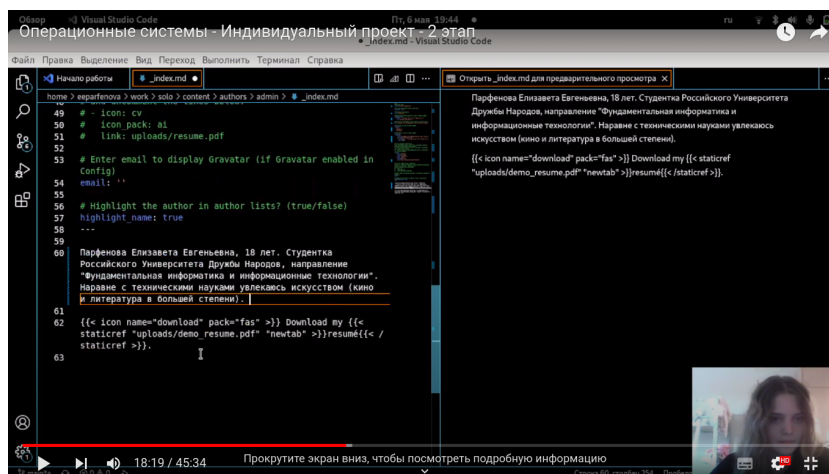 Обзор Visual Studio Code Пт, 6 мая 19:44 ru
Операционные системы - Индивидуальный проект - 2 этап
_index.md - Visual Studio Code
Файл Правка Выделение Вид Переход Выполнить Терминал Справка
Начало работы _index.md
Открыть _index.md для предварительного просмотра
home > eeparfenova > work > solo > content > authors > admin > _index.md
49 # - icon: cv
50 # icon_pack: ai
51 # link: uploads/resume.pdf
52
53 # Enter email to display Gravatar (if Gravatar enabled in
Config)
54 email: ''
55
56 # Highlight the author in author lists? (true/false)
57 highlight_name: true
58 ---
59
60 Парфенова Елизавета Евгеньевна, 18 лет. Студентка
Российского Университета Дружбы Народов, направление
"Фундаментальная информатика и информационные технологии".
Наравне с техническими науками увлекаюсь искусством (кино
и литература в большей степени).
61
62 {{< icon name="download" pack="fas" >}} Download my {{<
staticref "uploads/demo_resume.pdf" "newtab" >}}resumé{{< /
staticref >}}.
63
Парфенова Елизавета Евгеньевна, 18 лет. Студентка Российского Университета
Дружбы Народов, направление "Фундаментальная информатика и
информационные технологии". Наравне с техническими науками увлекаюсь
искусством (кино и литература в большей степени).
{{< icon name="download" pack="fas" >}} Download my {{< staticref
"uploads/demo_resume.pdf" "newtab" >}}resumé{{< /staticref >}}.
18:19 / 45:34
Прокрутите экран вниз, чтобы посмотреть подробную информацию
HD